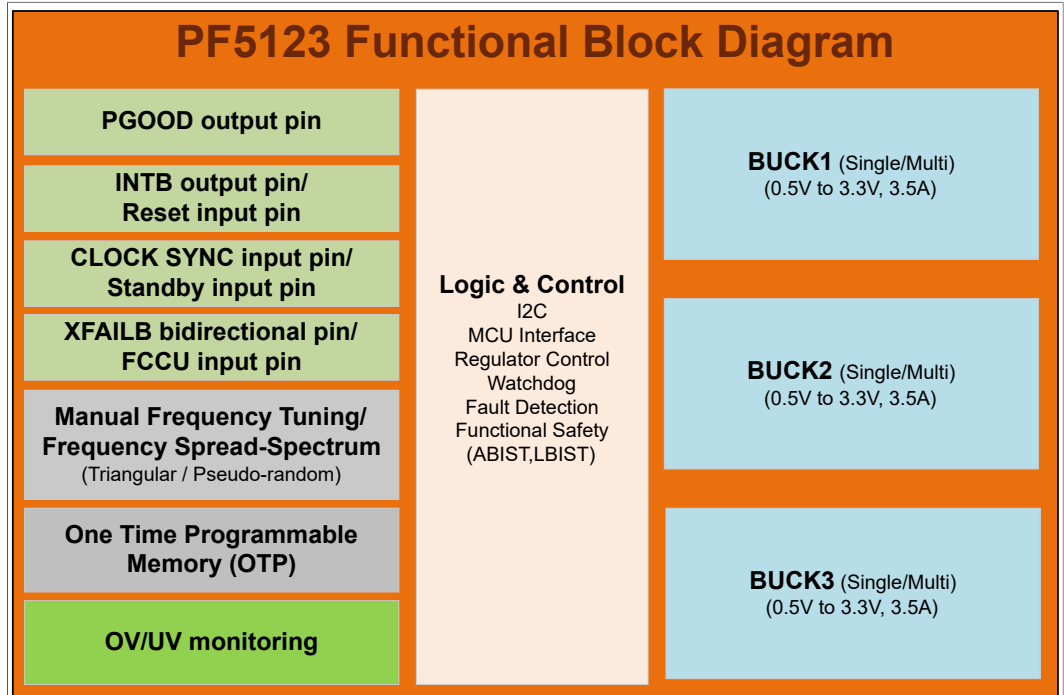 PF5123 Functional Block Diagram
PGOOD output pin
INTB output pin/
Reset input pin
CLOCK SYNC input pin/
Standby input pin
XFAILB bidirectional pin/
FCCU input pin
Manual Frequency Tuning/
Frequency Spread-Spectrum
(Triangular / Pseudo-random)
One Time Programmable
Memory (OTP)
OV/UV monitoring
Logic & Control
I2C
MCU Interface
Regulator Control
Watchdog
Fault Detection
Functional Safety
(ABIST,LBIST)
BUCK1 (Single/Multi)
(0.5V to 3.3V, 3.5A)
BUCK2 (Single/Multi)
(0.5V to 3.3V, 3.5A)
BUCK3 (Single/Multi)
(0.5V to 3.3V, 3.5A)